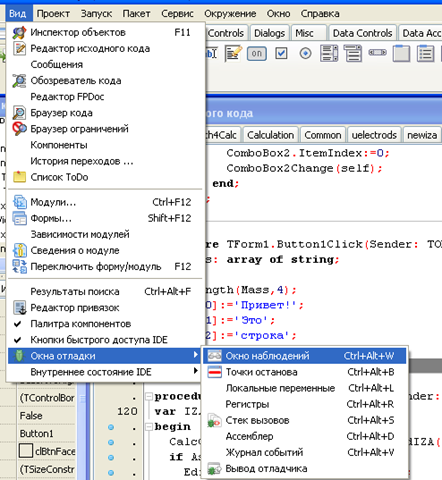 Вид Проект Запуск Пакет Сервис Окружение Окно Справка
Инспектор объектов F11
Controls Dialogs Misc Data Controls Data Acc
Редактор исходного кода
Сообщения
Обозреватель кода
Редактор FPDoc
Браузер кода
ого кода
Браузер ограничений
h4Calc Calculation Common uelectrods newiza
Компоненты
ComboBox2.ItemIndex:=0;
История переходов ...
ComboBox2Change(self);
Список ToDo
end;
Модули... Ctrl+F12
Формы... Shift+F12
Зависимости модулей
re TForm1.Button1Click(Sender: TO
Сведения о модуле
s: array of string;
Переключить форму/модуль F12
Результаты поиска Ctrl+Alt+F
ngth(Mass,4);
Редактор привязок
0]:='Привет!';
Палитра компонентов
1]:='Это';
Кнопки быстрого доступа IDE
2]:='строка';
Окна отладки
Внутреннее состояние IDE
Окно наблюдений Ctrl+Alt+W
Точки останова Ctrl+Alt+B
Локальные переменные Ctrl+Alt+L
Регистры Ctrl+Alt+R
Стек вызовов Ctrl+Alt+S
Ассемблер Ctrl+Alt+D
Журнал событий Ctrl+Alt+V
Вывод отладчика
(TControlBor
procedu
nder:
False
120
var IZA
Button1
begin
clBtnFace
CalcC
dIZA(
(TSizeConstr
if As
Edi